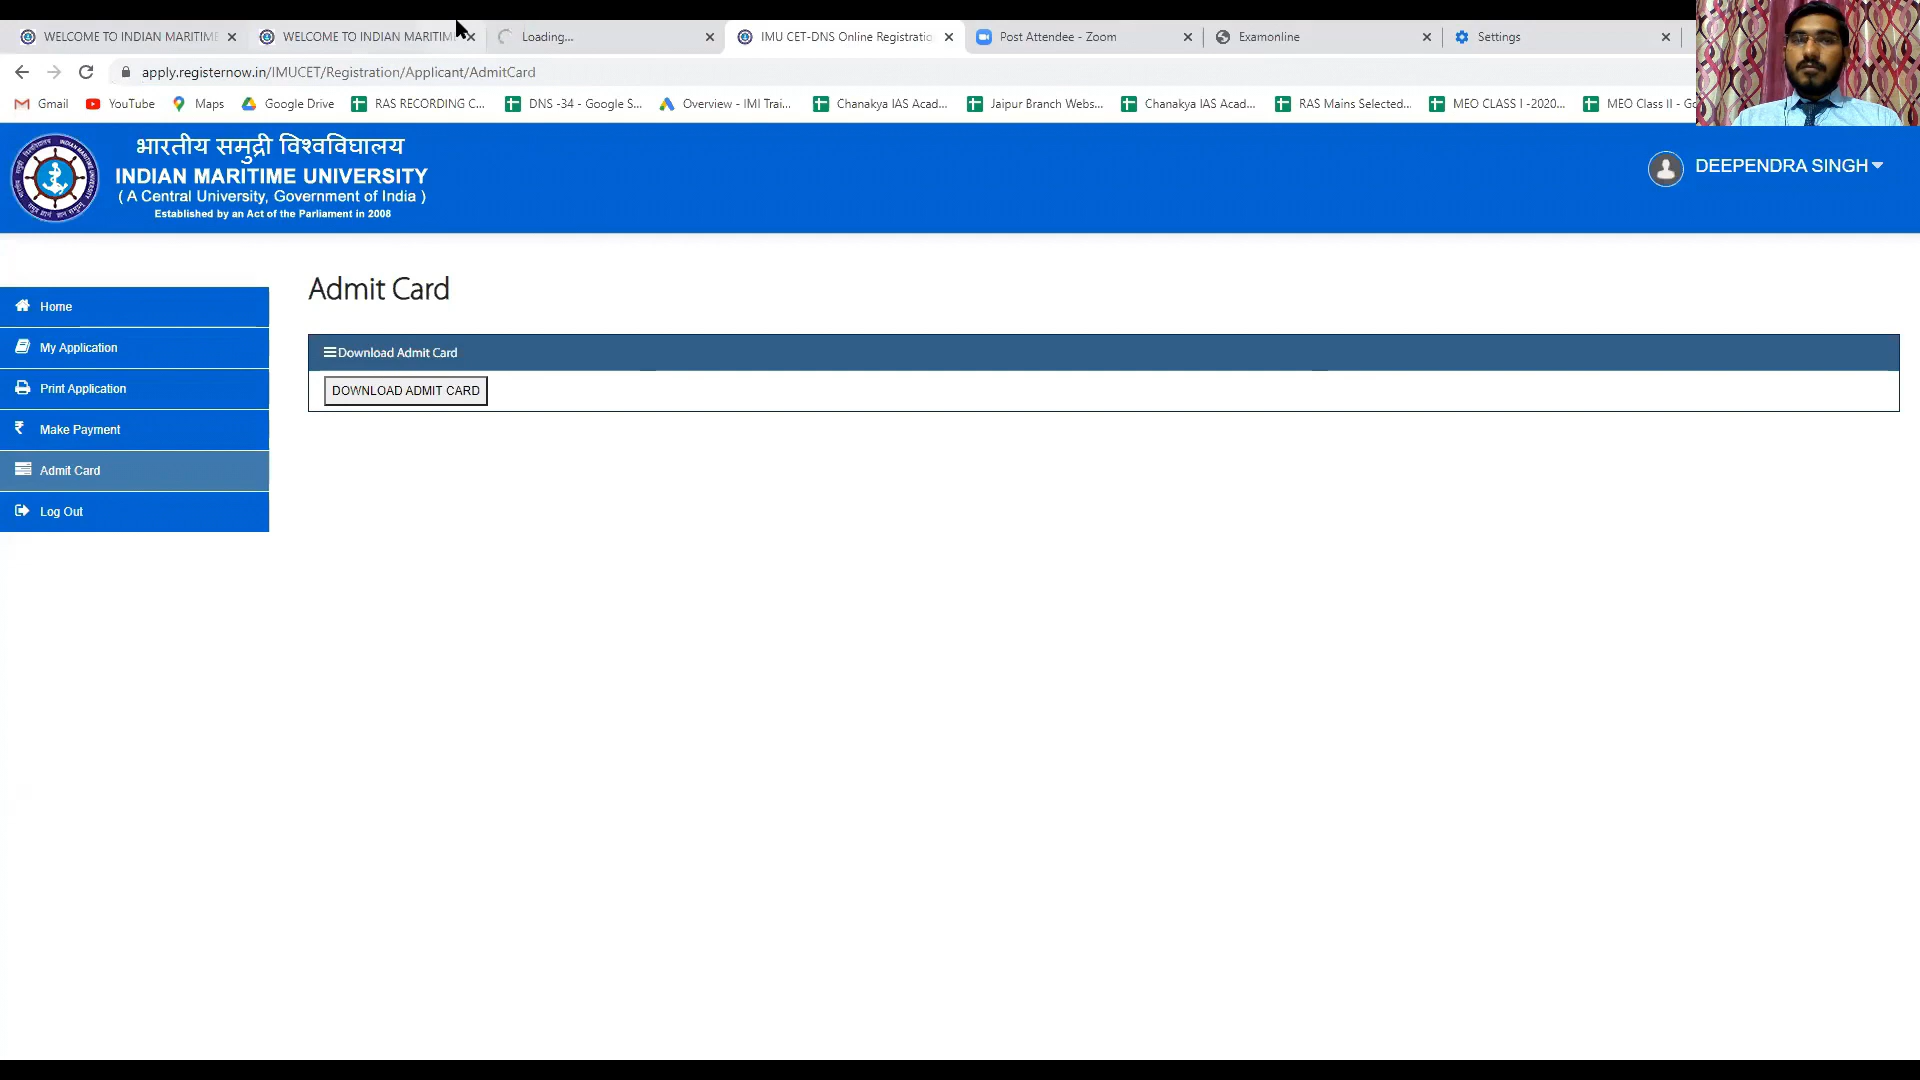 WELCOME TO INDIAN MARITIME
WELCOME TO INDIAN MARITIM
Loading...
IMU CET-DNS Online Registratio
Post Attendee - Zoom
Examonline
Settings
apply.registernow.in/IMUCET/Registration/Applicant/AdmitCard
Gmail
YouTube
Maps
Google Drive
RAS RECORDING C...
DNS -34 - Google S...
Overview - IMI Trai...
Chanakya IAS Acad...
Jaipur Branch Webs...
Chanakya IAS Acad...
RAS Mains Selected...
MEO CLASS I -2020...
MEO Class II - Go
भारतीय समुद्री विश्वविघालय
INDIAN MARITIME UNIVERSITY
( A Central University, Government of India )
Established by an Act of the Parliament in 2008
DEEPENDRA SINGH
Home
My Application
Print Application
Make Payment
Admit Card
Log Out
Admit Card
Download Admit Card
DOWNLOAD ADMIT CARD